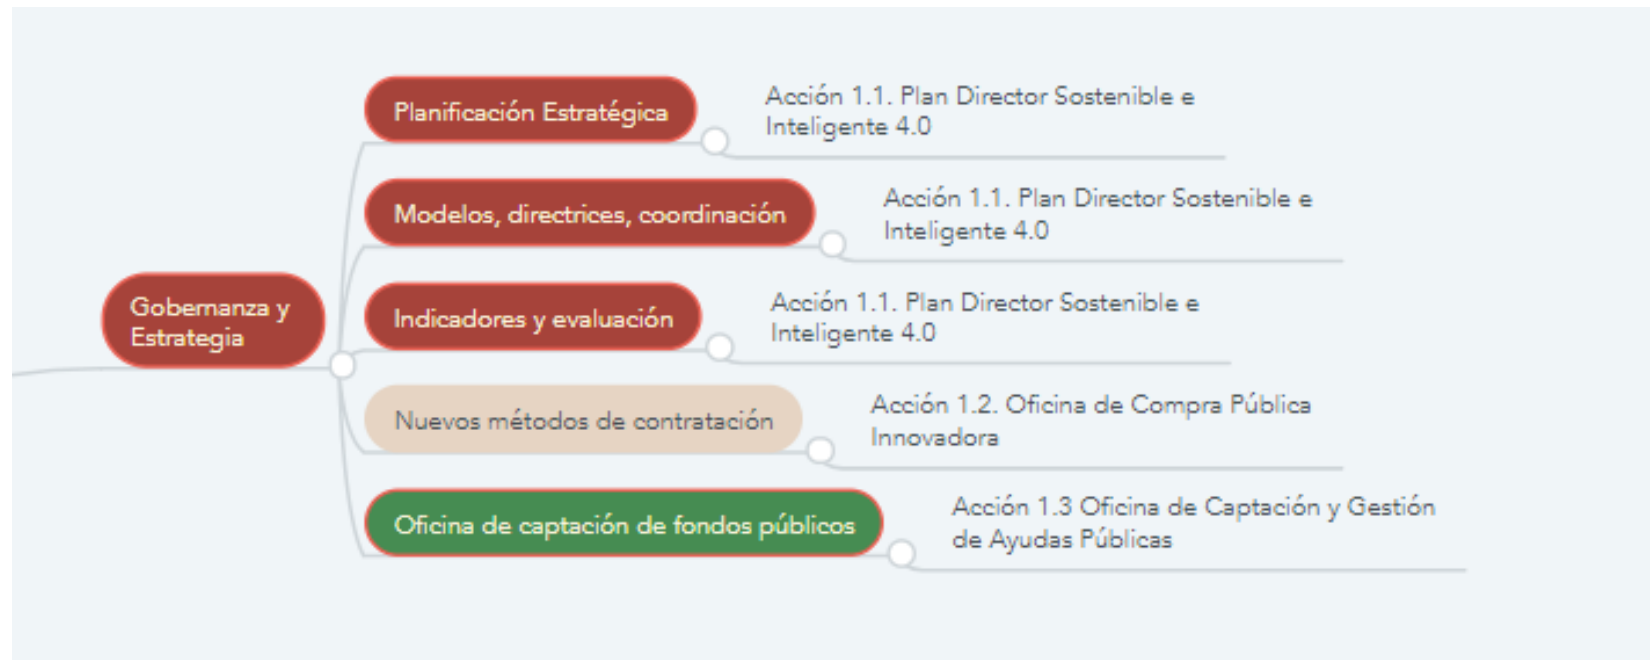 Planificación Estratégica
Acción 1.1. Plan Director Sostenible e
Inteligente 4.0
Modelos, directrices, coordinación
Acción 1.1. Plan Director Sostenible e
Inteligente 4.0
Gobernanza y
Estrategia
Indicadores y evaluación
Acción 1.1. Plan Director Sostenible e
Inteligente 4.0
Nuevos métodos de contratación
Acción 1.2. Oficina de Compra Pública
Innovadora
Oficina de captación de fondos públicos
Acción 1.3 Oficina de Captación y Gestión
de Ayudas Públicas